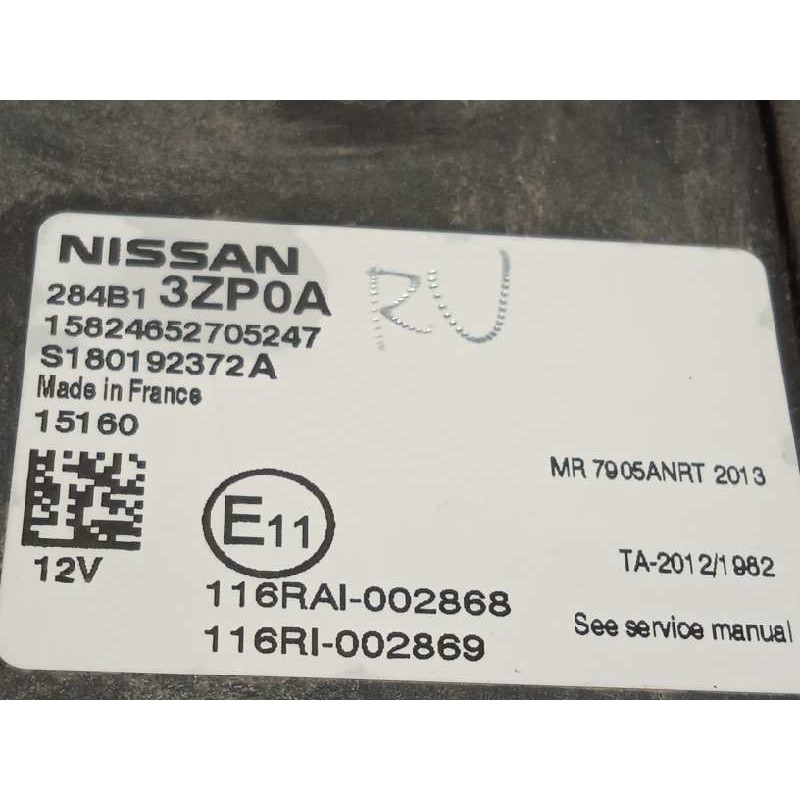 NISSAN
284B1 3ZP0A
RU
15824652705247
S180192372A
Made in France
15160
MR 7905ANRT 2013
E11
12V
TA-2012/1982
116RAI-002868
See service manual
116RI-002869